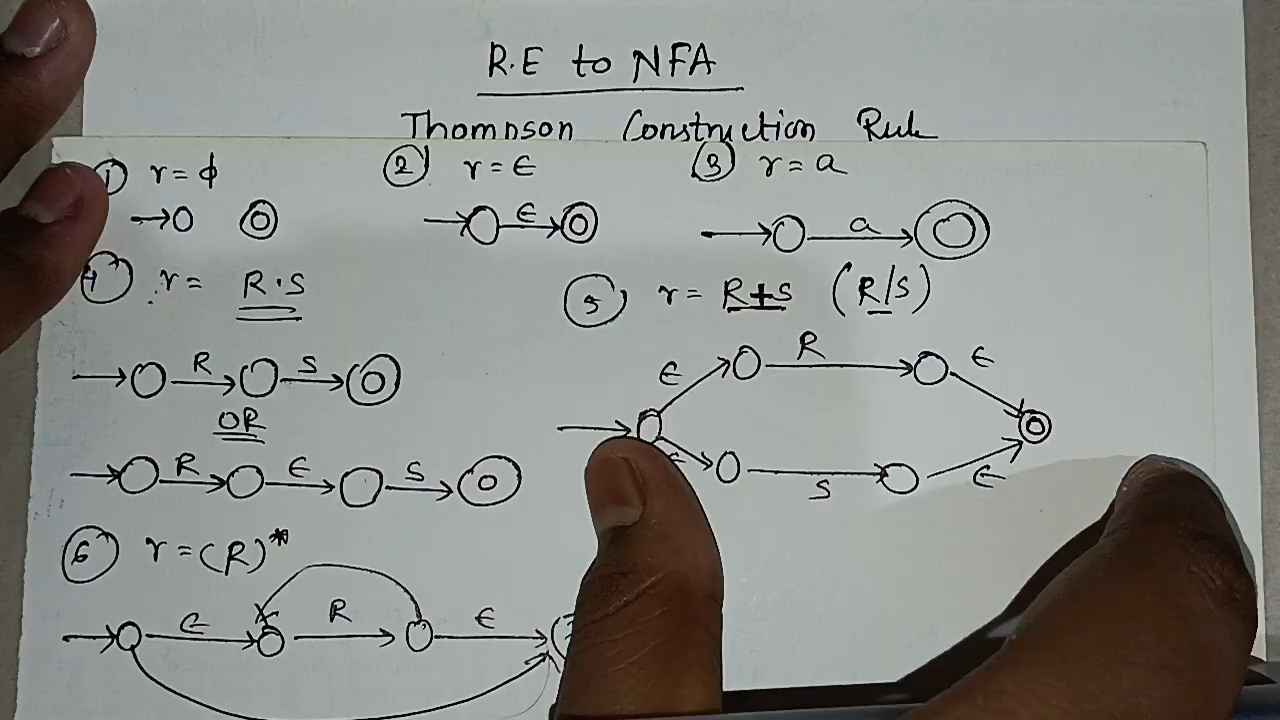 R.E to NFA
Thompson Construction Rule
① r = ϕ
② r = ϵ
③ r = a
ϵ
a
④ r = R.S
⑤ r = R+S (R/S)
R S
OR
R ϵ S
ϵ R ϵ
ϵ S ϵ
⑥ r = (R)*
ϵ R ϵ